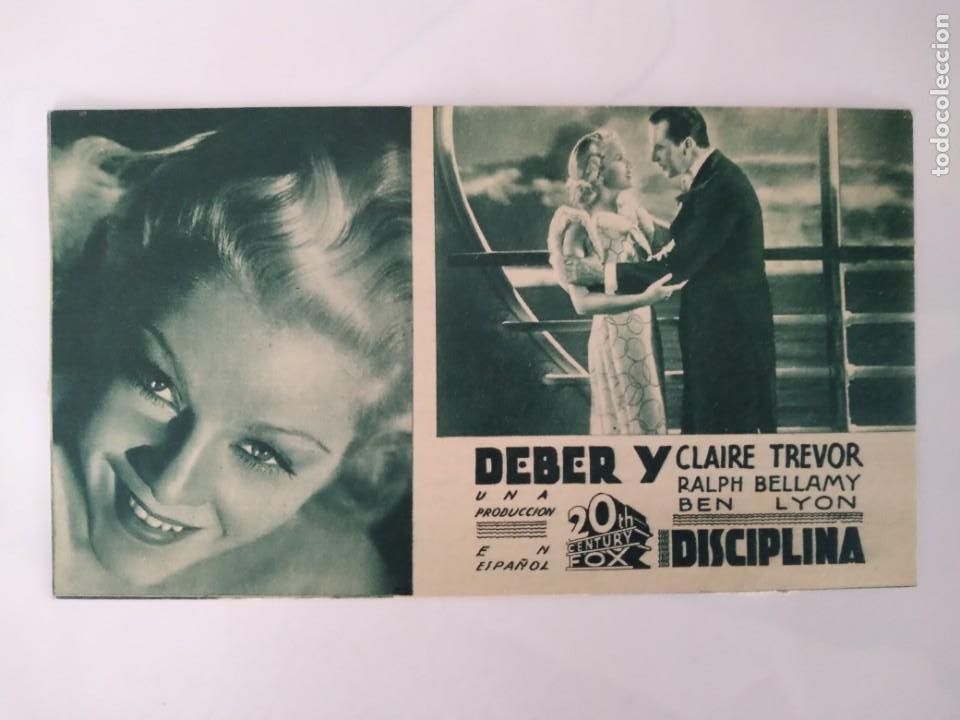 DEBER Y
CLAIRE TREVOR
RALPH BELLAMY
BEN LYON
UNA
PRODUCCION
EN
ESPAÑOL
20th
CENTURY
FOX
DISCIPLINA
todocoleccion